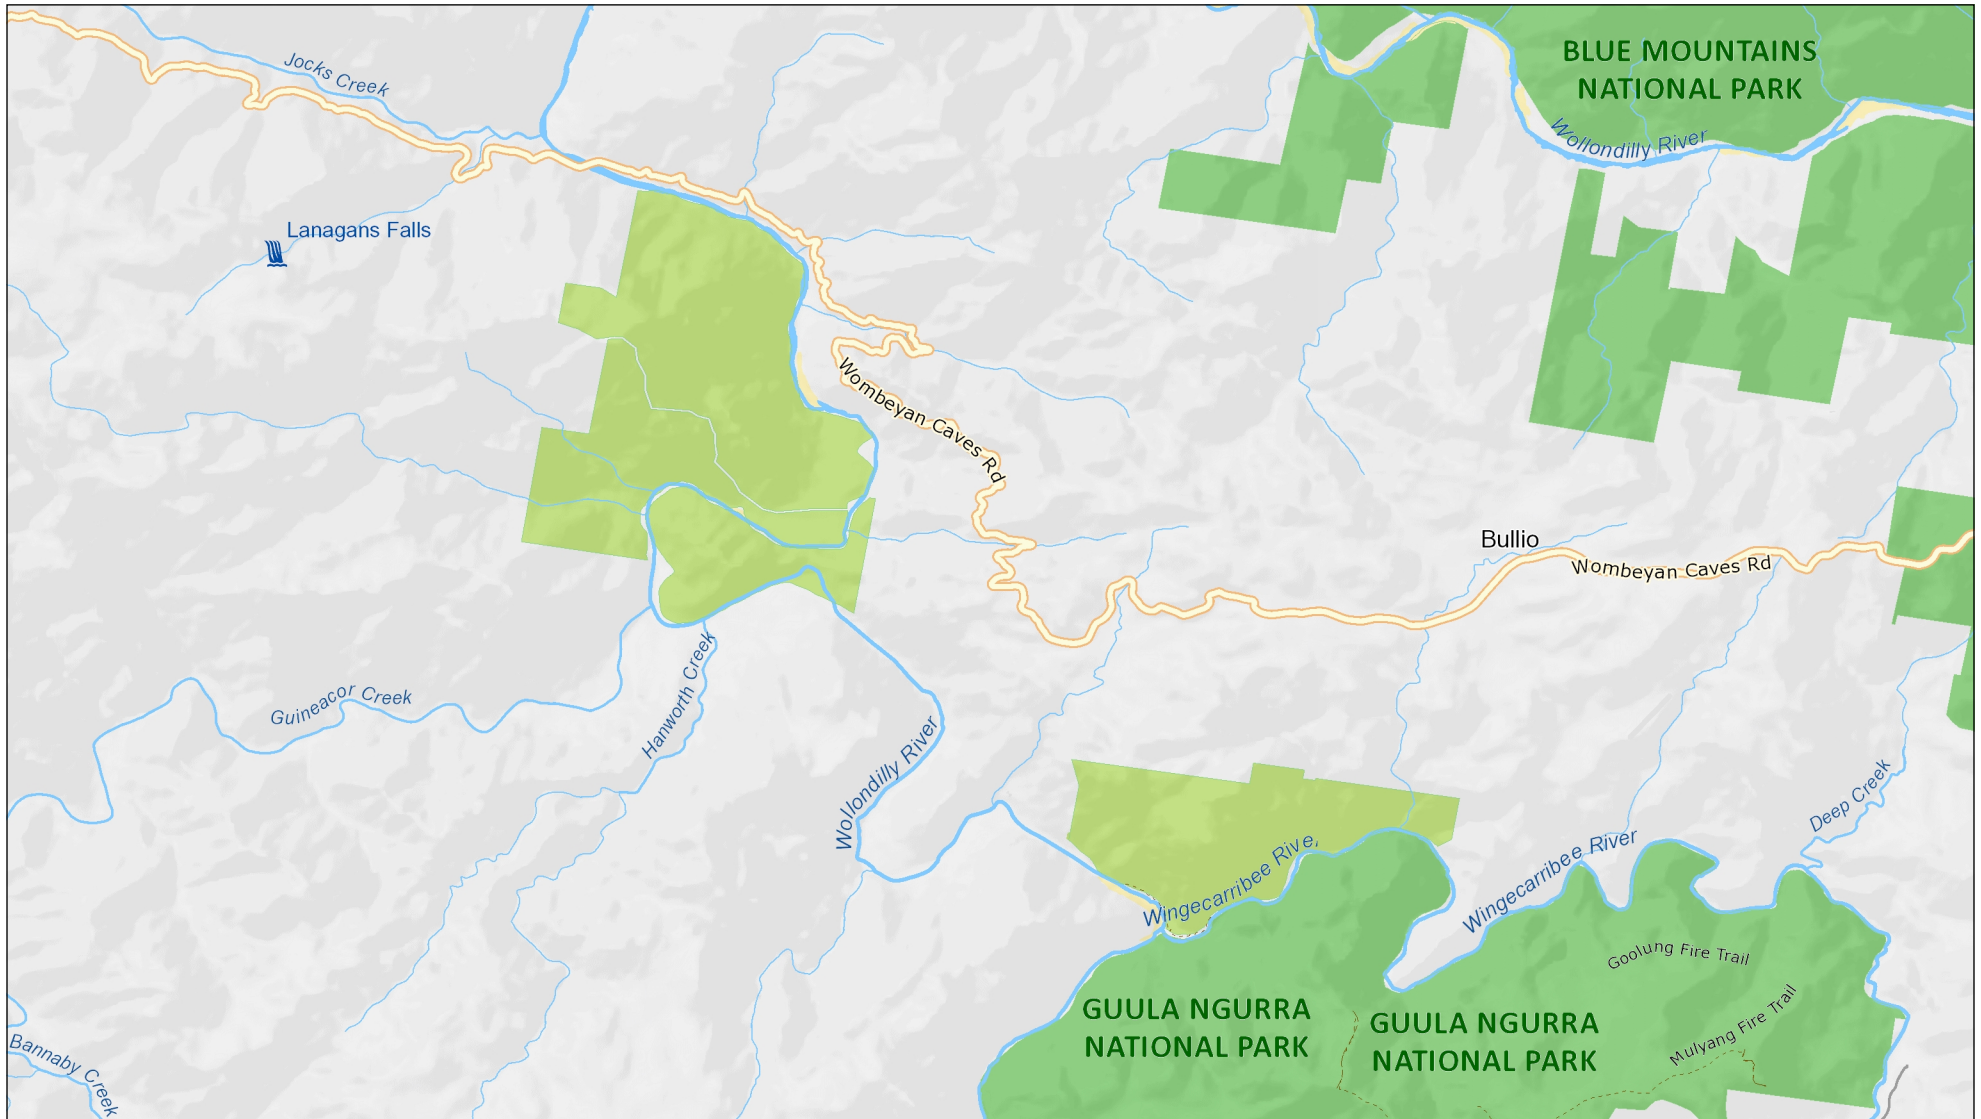 BLUE MOUNTAINS
NATIONAL PARK
Jocks Creek
Wollondilly River
Lanagans Falls
Wombeyan Caves Rd
Bullio
Wombeyan Caves Rd
Hanworth Creek
Guineacor Creek
Wollondilly River
Deep Creek
Wingecarribee River
Wingecarribee River
Goolung Fire Trail
GUULA NGURRA
NATIONAL PARK
GUULA NGURRA
NATIONAL PARK
Mulyang Fire Trail
Bannaby Creek